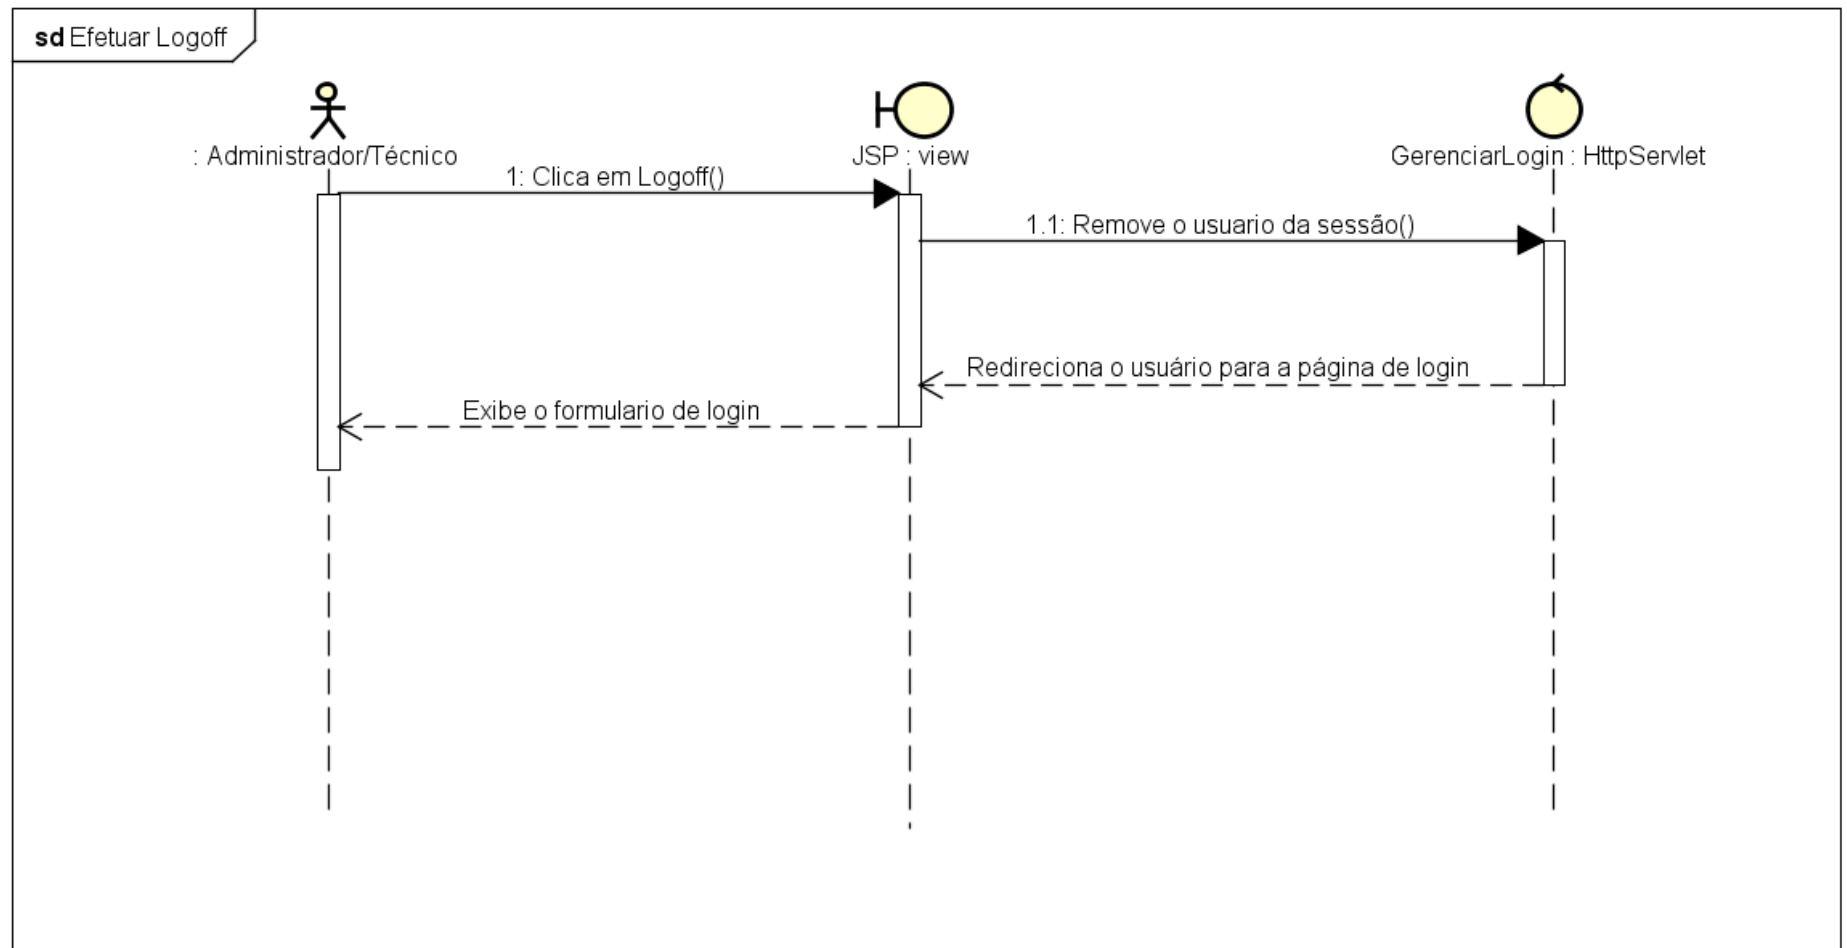 sd Efetuar Logoff
: Administrador/Técnico
JSP : view
GerenciarLogin : HttpServlet
1: Clica em Logoff()
1.1: Remove o usuario da sessão()
Redireciona o usuário para a página de login
Exibe o formulario de login